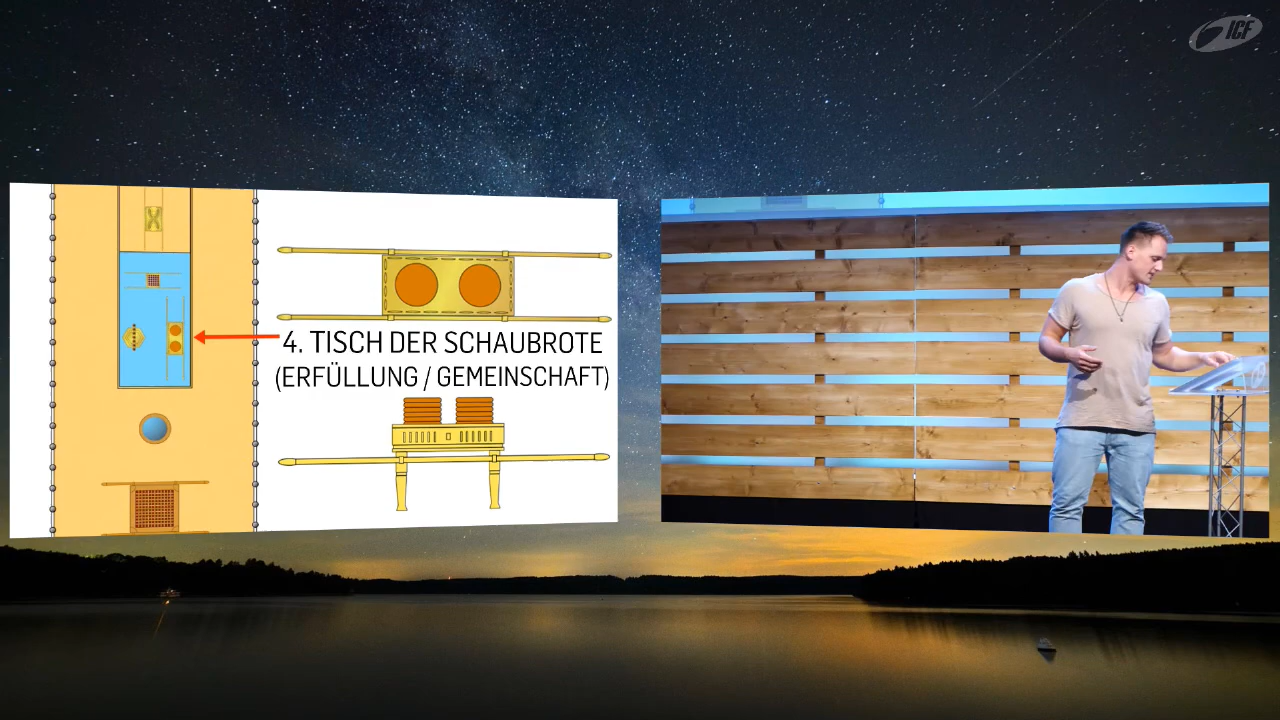 ICF
4. TISCH DER SCHAUBROTE
(ERFÜLLUNG / GEMEINSCHAFT)